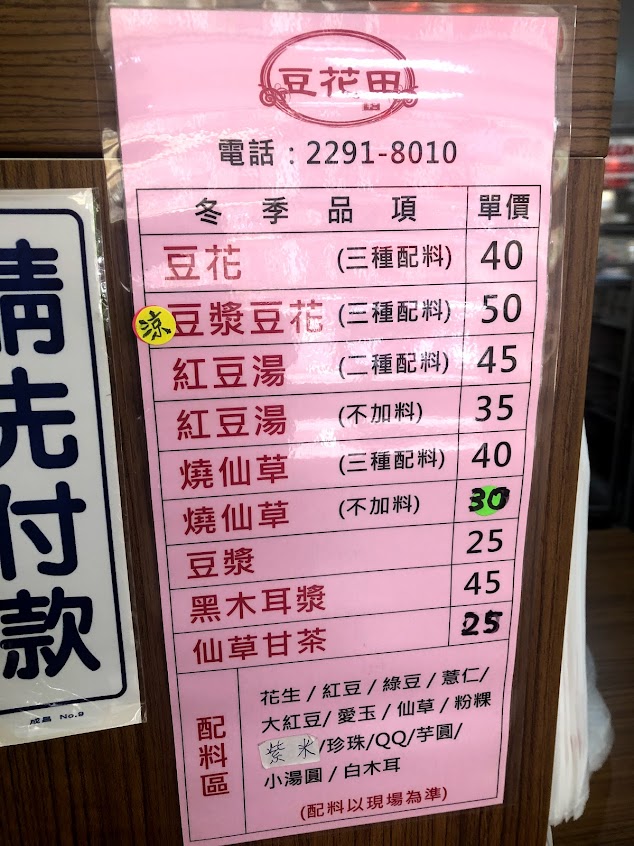 豆花田
電話：2291-8010
冬季品項 單價
豆花 (三種配料) 40
涼 豆漿豆花 (三種配料) 50
紅豆湯 (二種配料) 45
紅豆湯 (不加料) 35
燒仙草 (三種配料) 40
燒仙草 (不加料) 30
豆漿 25
黑木耳漿 45
仙草甘茶 25
配料區
花生/紅豆/綠豆/薏仁/
大紅豆/愛玉/仙草/粉粿
紫米/珍珠/QQ/芋圓/
小湯圓/白木耳
(配料以現場為準)
請先付款
成昌 No.9